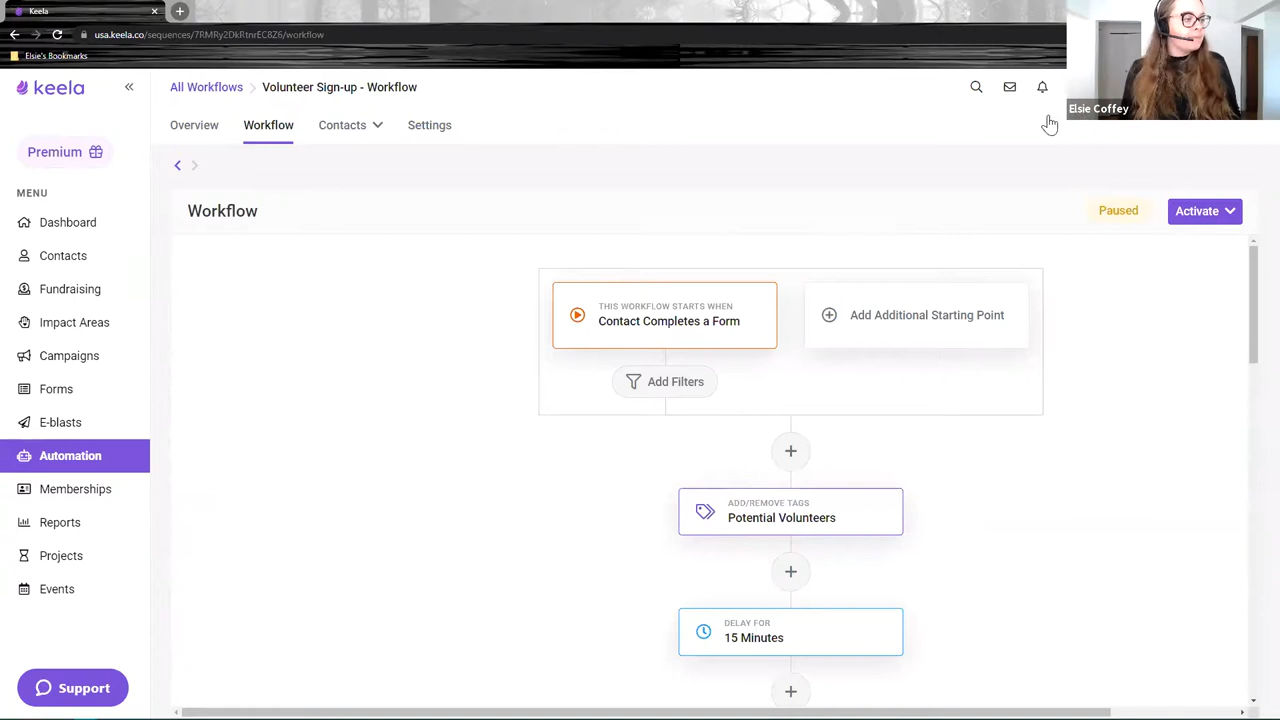 Keela
usa.keela.co/sequences/7RMRy2DkRtnrEC8Z6/workflow
Elsie's Bookmarks
keela
All Workflows
Volunteer Sign-up - Workflow
Elsie Coffey
Overview
Workflow
Contacts
Settings
Premium
MENU
Dashboard
Contacts
Fundraising
Impact Areas
Campaigns
Forms
E-blasts
Automation
Memberships
Reports
Projects
Events
Support
Workflow
Paused
Activate
THIS WORKFLOW STARTS WHEN
Contact Completes a Form
Add Additional Starting Point
Add Filters
ADD/REMOVE TAGS
Potential Volunteers
DELAY FOR
15 Minutes